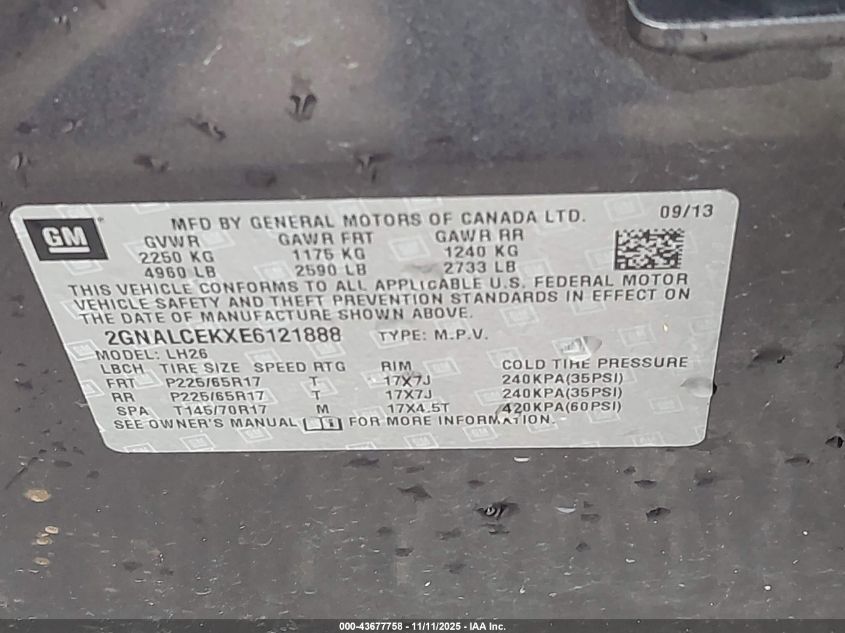 GM
MFD BY GENERAL MOTORS OF CANADA LTD. 09/13
GVWR GAWR FRT GAWR RR
2250 KG 1175 KG 1240 KG
4960 LB 2590 LB 2733 LB
THIS VEHICLE CONFORMS TO ALL APPLICABLE U.S. FEDERAL MOTOR
VEHICLE SAFETY AND THEFT PREVENTION STANDARDS IN EFFECT ON
THE DATE OF MANUFACTURE SHOWN ABOVE.
2GNALCEKXE6121888 TYPE: M.P.V.
MODEL: LH26
LBCH TIRE SIZE SPEED RTG RIM COLD TIRE PRESSURE
FRT P225/65R17 T 17X7J 240KPA(35PSI)
RR P225/65R17 T 17X7J 240KPA(35PSI)
SPA T145/70R17 M 17X4.5T 420KPA(60PSI)
SEE OWNER'S MANUAL FOR MORE INFORMATION.
000-43677758 - 11/11/2025 - IAA Inc.